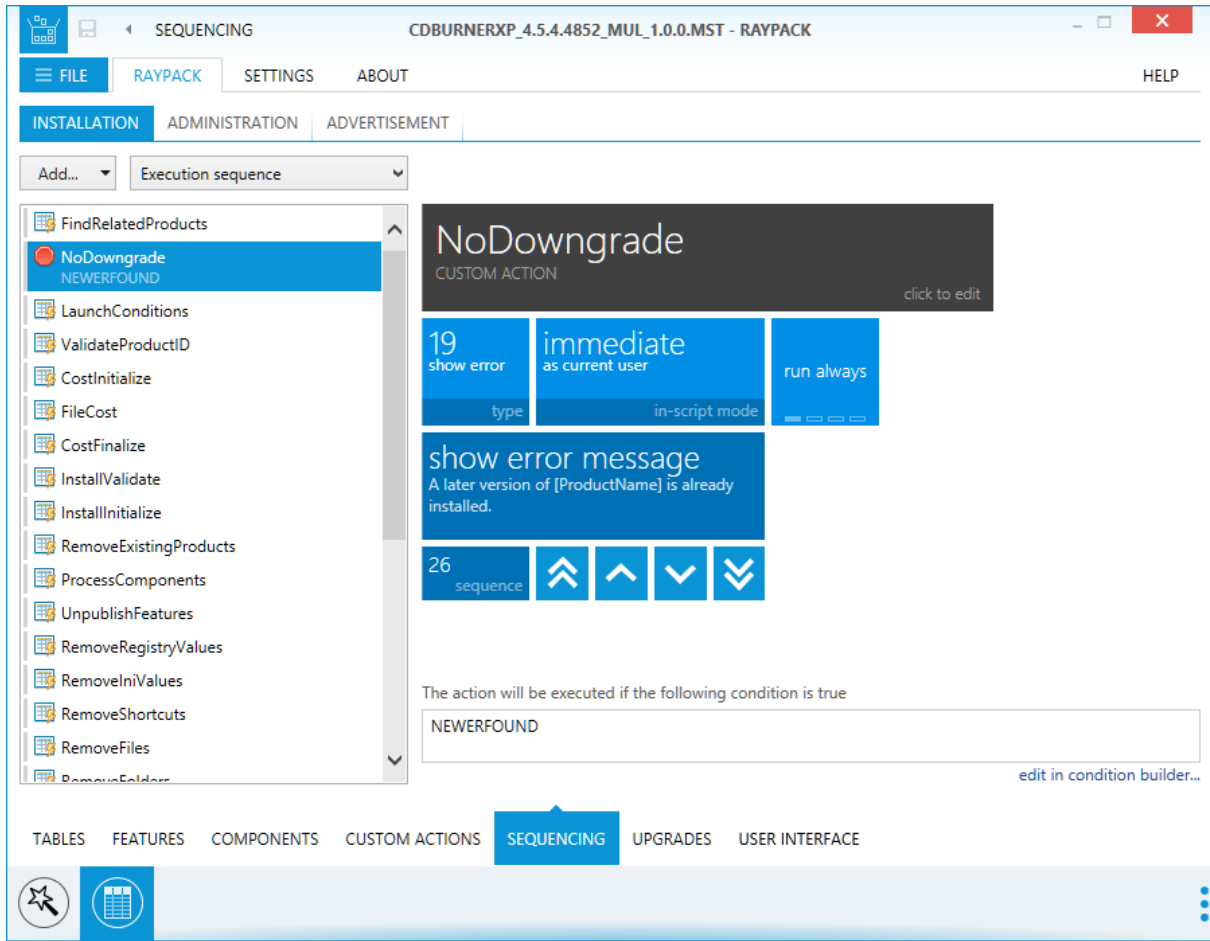 SEQUENCING
CDBURNERXP_4.5.4.4852_MUL_1.0.0.MST - RAYPACK
FILE
RAYPACK
SETTINGS
ABOUT
HELP
INSTALLATION
ADMINISTRATION
ADVERTISEMENT
Add...
Execution sequence
FindRelatedProducts
NoDowngrade
NEWERFOUND
LaunchConditions
ValidateProductID
CostInitialize
FileCost
CostFinalize
InstallValidate
InstallInitialize
RemoveExistingProducts
ProcessComponents
UnpublishFeatures
RemoveRegistryValues
RemoveIniValues
RemoveShortcuts
RemoveFiles
RemoveFolders
NoDowngrade
CUSTOM ACTION
click to edit
19
show error
type
immediate
as current user
in-script mode
run always
show error message
A later version of [ProductName] is already
installed.
26
sequence
The action will be executed if the following condition is true
NEWERFOUND
edit in condition builder...
TABLES
FEATURES
COMPONENTS
CUSTOM ACTIONS
SEQUENCING
UPGRADES
USER INTERFACE